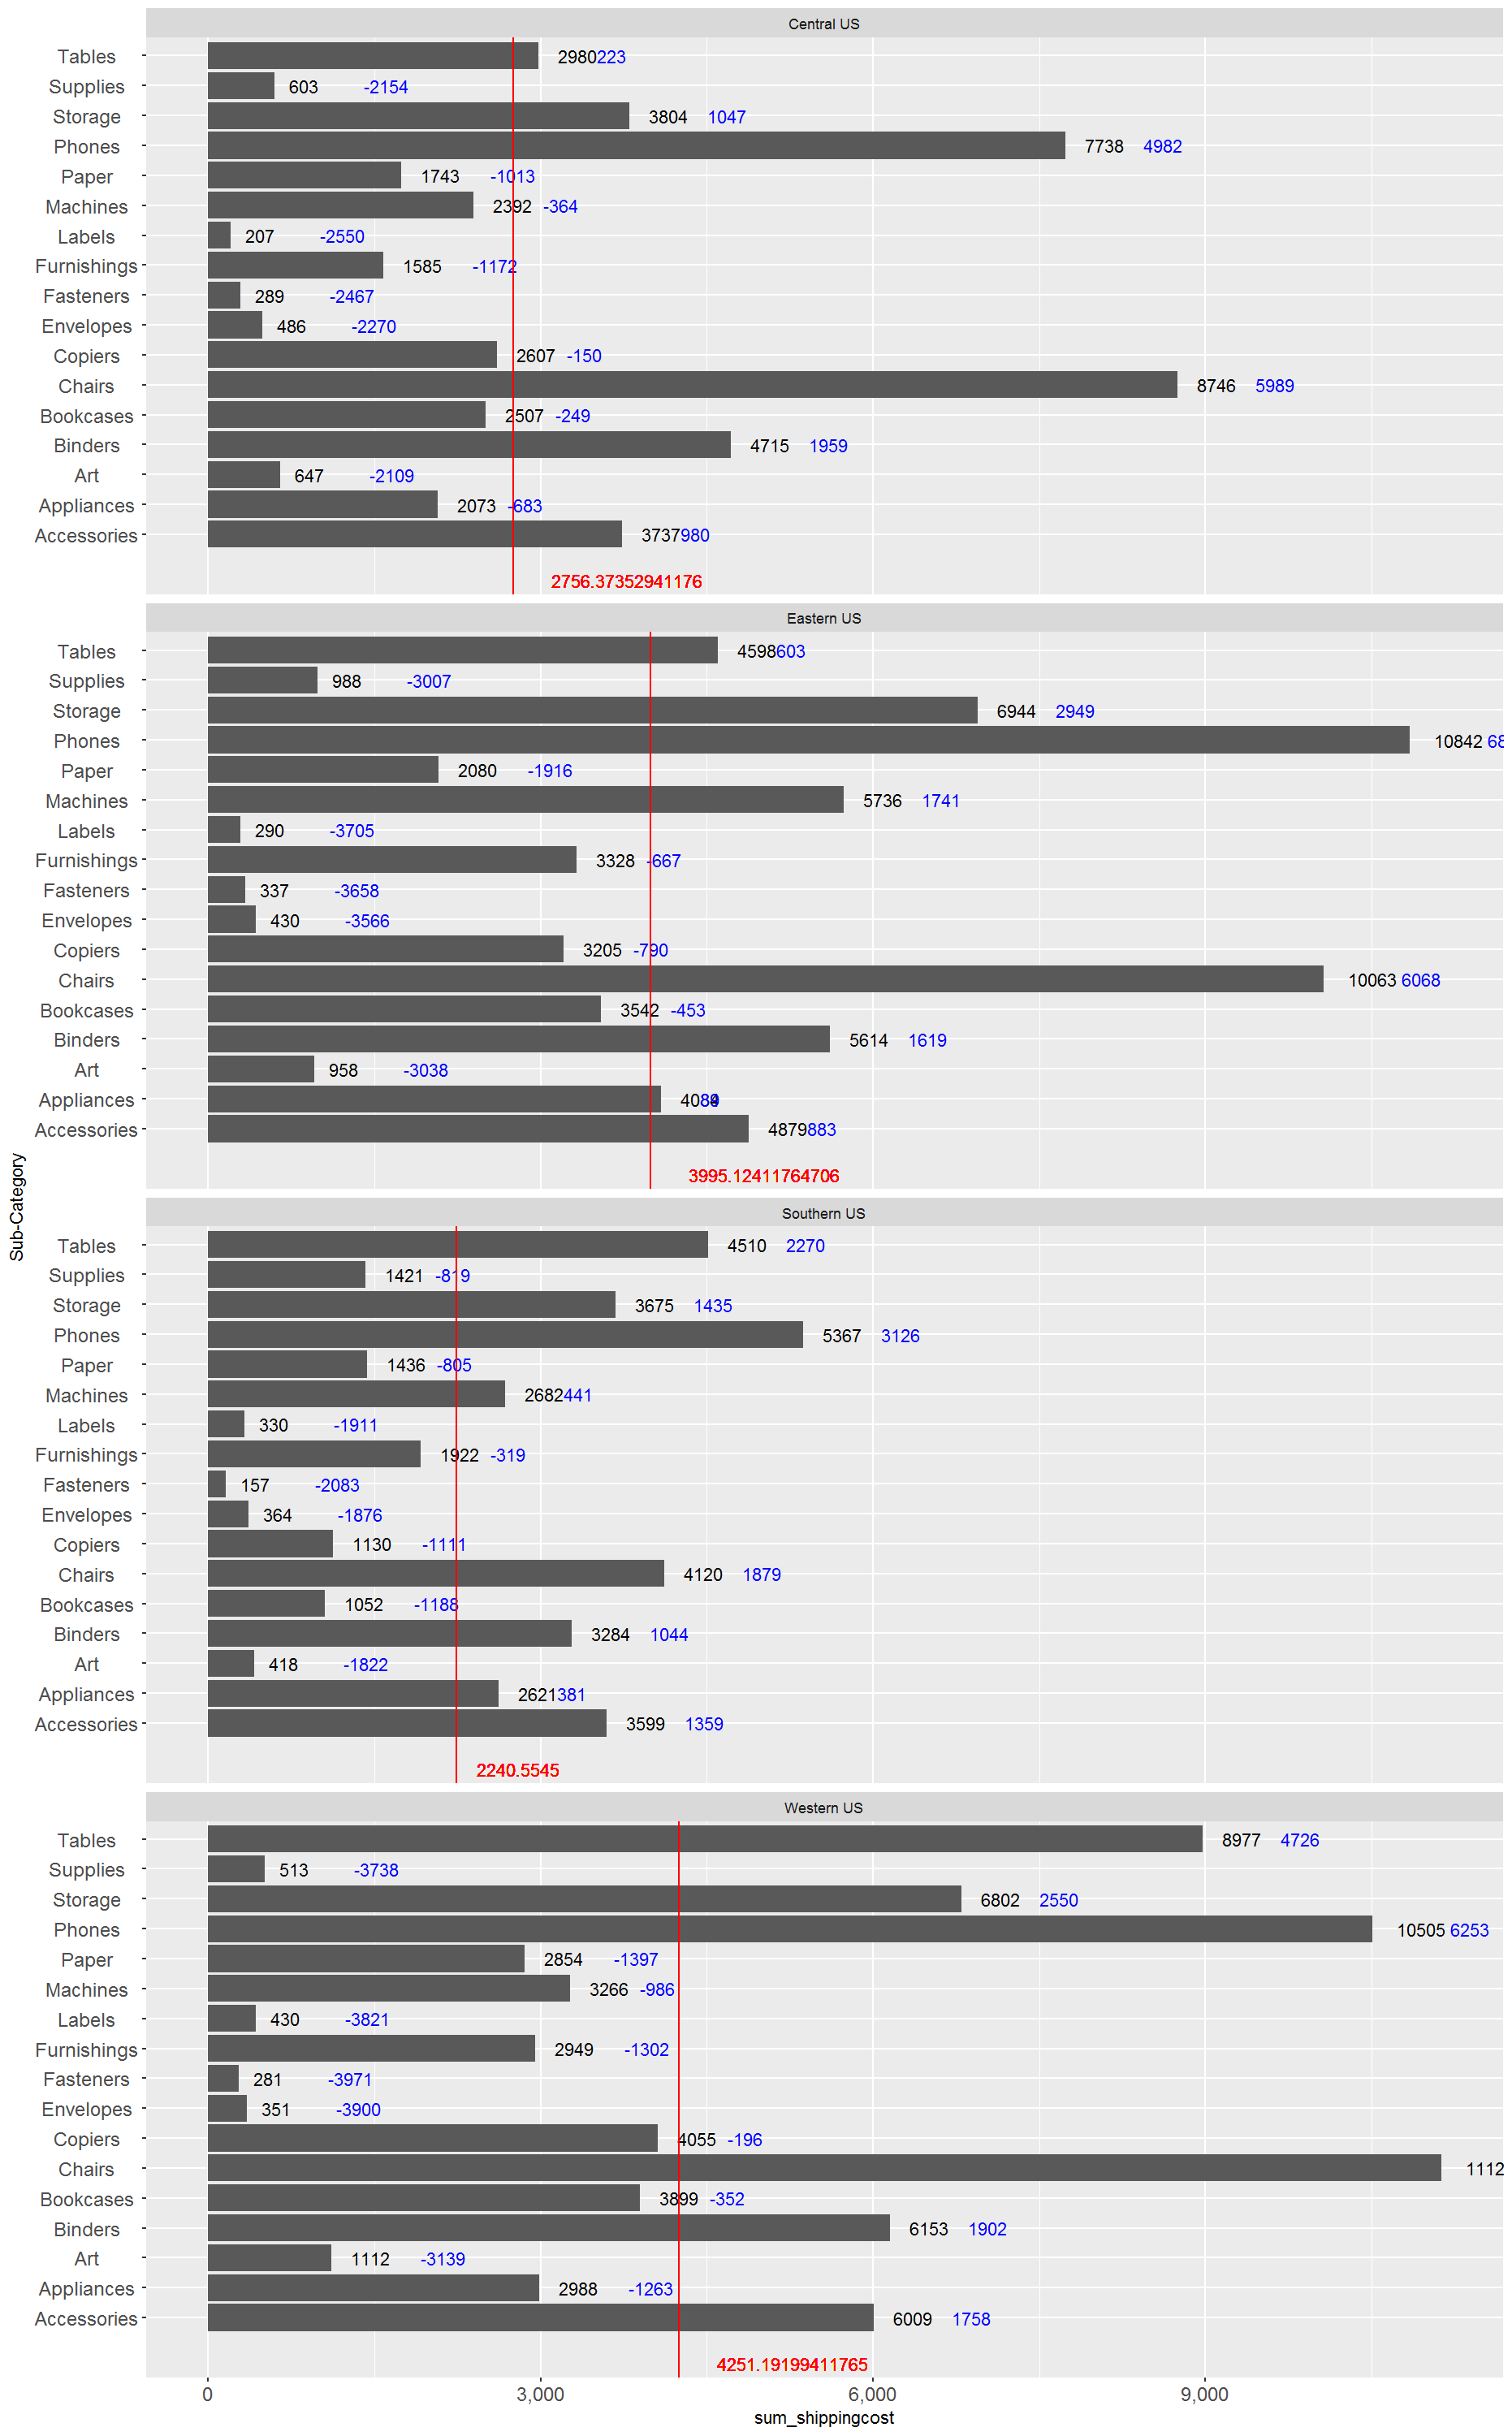 Central US
Tables 2980 223
Supplies 603 -2154
Storage 3804 1047
Phones 7738 4982
Paper 1743 -1013
Machines 2392 -364
Labels 207 -2550
Furnishings 1585 -1172
Fasteners 289 -2467
Envelopes 486 -2270
Copiers 2607 -150
Chairs 8746 5989
Bookcases 2507 -249
Binders 4715 1959
Art 647 -2109
Appliances 2073 -683
Accessories 3737 980
2756.37352941176
Eastern US
Tables 4598 603
Supplies 988 -3007
Storage 6944 2949
Phones 10842 68
Paper 2080 -1916
Machines 5736 1741
Labels 290 -3705
Furnishings 3328 -667
Fasteners 337 -3658
Envelopes 430 -3566
Copiers 3205 -790
Chairs 10063 6068
Bookcases 3542 -453
Binders 5614 1619
Art 958 -3038
Appliances
Accessories 4879 883
3995.12411764706
Sub-Category
Southern US
Tables 4510 2270
Supplies 1421 -819
Storage 3675 1435
Phones 5367 3126
Paper 1436 -805
Machines 2682 441
Labels 330 -1911
Furnishings 1922 -319
Fasteners 157 -2083
Envelopes 364 -1876
Copiers 1130 -1111
Chairs 4120 1879
Bookcases 1052 -1188
Binders 3284 1044
Art 418 -1822
Appliances 2621 381
Accessories 3599 1359
2240.5545
Western US
Tables 8977 4726
Supplies 513 -3738
Storage 6802 2550
Phones 10505 6253
Paper 2854 -1397
Machines 3266 -986
Labels 430 -3821
Furnishings 2949 -1302
Fasteners 281 -3971
Envelopes 351 -3900
Copiers 4055 -196
Chairs 1112
Bookcases 3899 -352
Binders 6153 1902
Art 1112 -3139
Appliances 2988 -1263
Accessories 6009 1758
4251.19199411765
0 3,000 6,000 9,000
sum_shippingcost